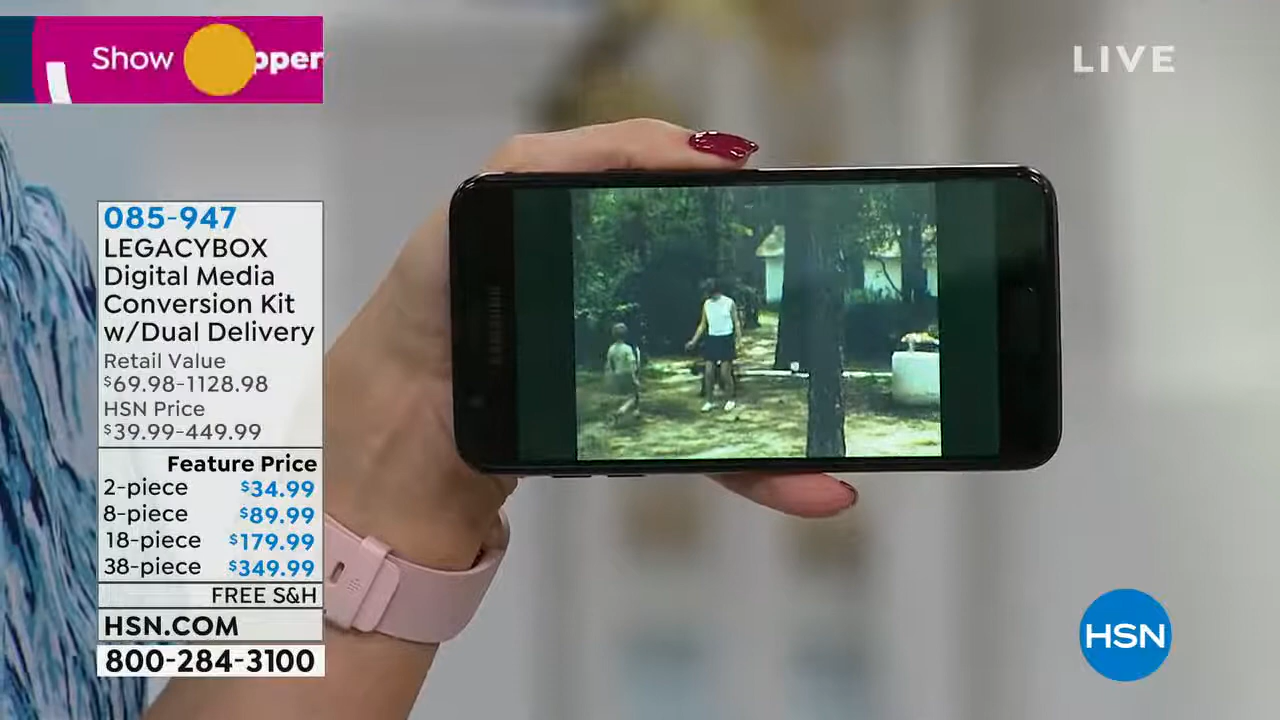 Show pper
LIVE
085-947
LEGACYBOX
Digital Media
Conversion Kit
w/Dual Delivery
Retail Value
$69.98-1128.98
HSN Price
$39.99-449.99
Feature Price
2-piece $34.99
8-piece $89.99
18-piece $179.99
38-piece $349.99
FREE S&H
HSN.COM
800-284-3100
SAMSUNG
HSN